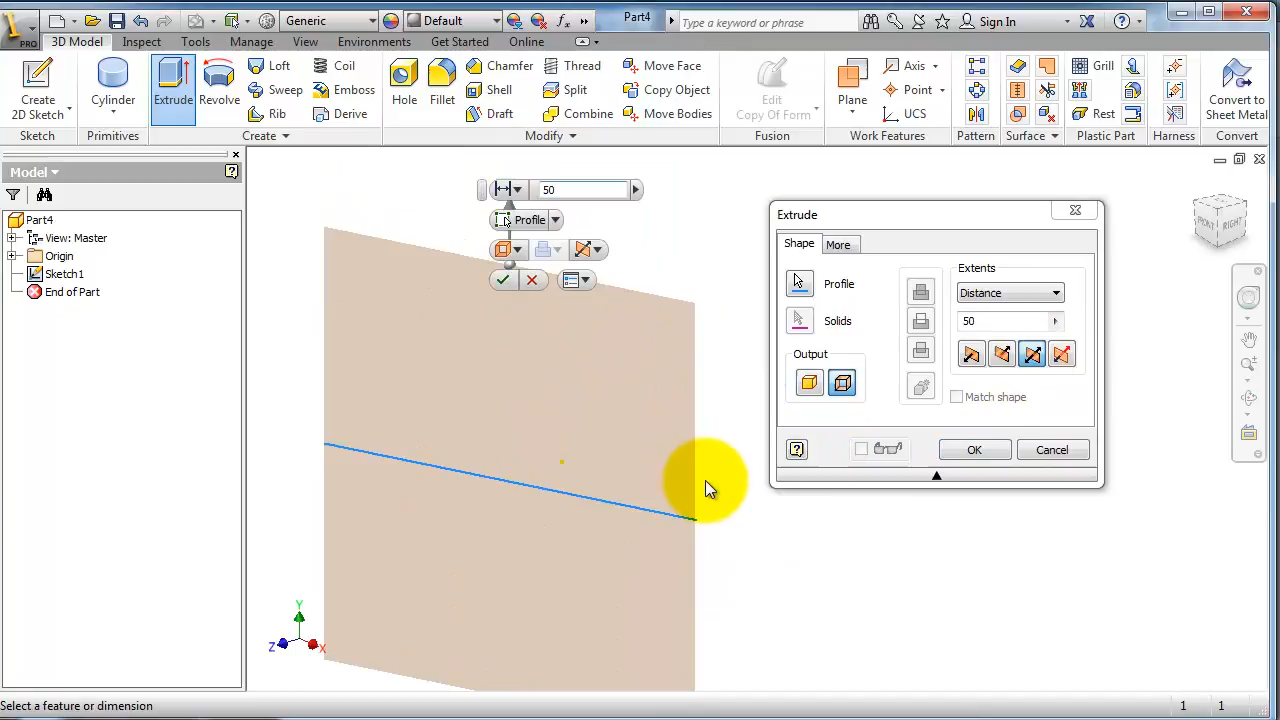 PRO
Generic
Default
Part4
Type a keyword or phrase
Sign In
3D Model
Inspect
Tools
Manage
View
Environments
Get Started
Online
Create
2D Sketch
Cylinder
Extrude
Revolve
Loft
Sweep
Rib
Coil
Emboss
Derive
Hole
Fillet
Chamfer
Shell
Draft
Thread
Split
Combine
Move Face
Copy Object
Move Bodies
Edit
Copy Of Form
Plane
Axis
Point
UCS
Grill
Rest
Convert to
Sheet Metal
Sketch
Primitives
Create
Modify
Fusion
Work Features
Pattern
Surface
Plastic Part
Harness
Convert
Model
Part4
View: Master
Origin
Sketch1
End of Part
50
Profile
Extrude
Shape
More
Profile
Solids
Output
Extents
Distance
50
Match shape
OK
Cancel
FRONT
RIGHT
Y
Z
X
Select a feature or dimension
1
1